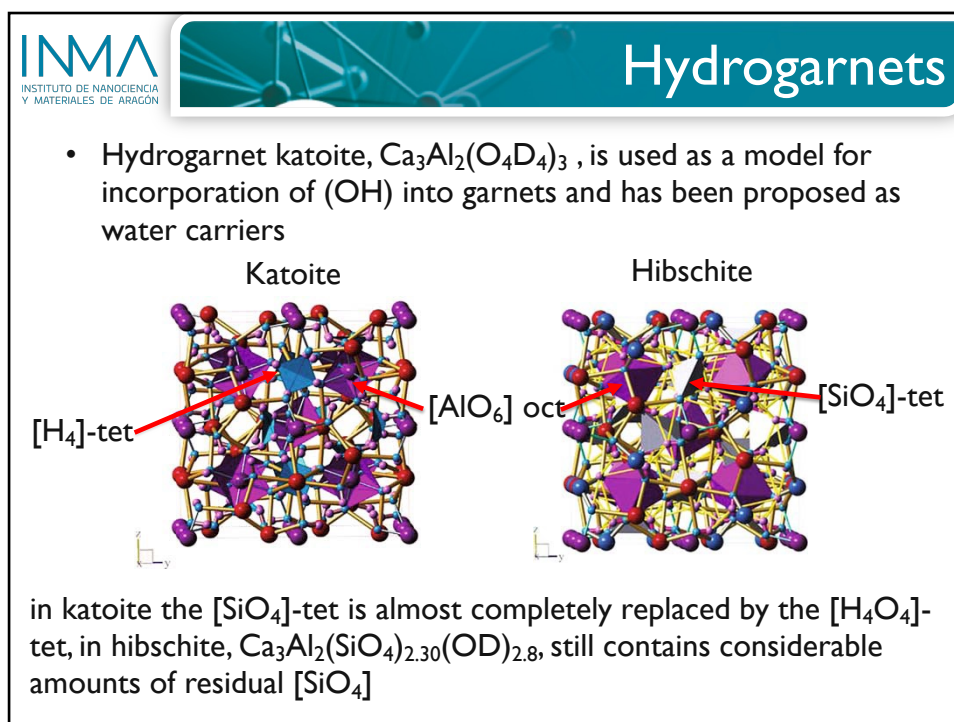 INMA
INSTITUTO DE NANOCIENCIA
Y MATERIALES DE ARAGÓN
Hydrogarnets
• Hydrogarnet katoite, Ca₃Al₂(O₄D₄)₃ , is used as a model for
incorporation of (OH) into garnets and has been proposed as
water carriers
Katoite
Hibschite
[H₄]-tet
[AlO₆] oct
[SiO₄]-tet
z
y
z
y
in katoite the [SiO₄]-tet is almost completely replaced by the [H₄O₄]-
tet, in hibschite, Ca₃Al₂(SiO₄)₂.₃₀(OD)₂.₈, still contains considerable
amounts of residual [SiO₄]